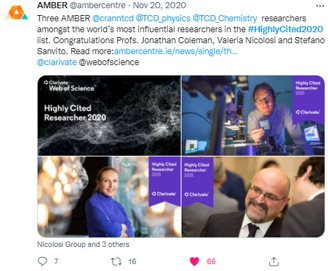 AMBER @ambercentre · Nov 20, 2020
Three AMBER @cranntcd @TCD_physics @TCD_Chemistry researchers
amongst the world's most influential researchers in the #HighlyCited2020
list. Congratulations Profs. Jonathan Coleman, Valeria Nicolosi and Stefano
Sanvito. Read more:ambercentre.ie/news/single/th...
@clarivate @webofscience
Clarivate
Web of Science™
Highly Cited
Researcher 2020
Highly Cited
Researcher
2020
Clarivate
Highly Cited
Researcher
2020
Clarivate
Highly Cited
Researcher
2020
Clarivate
Nicolosi Group and 3 others
7
16
66